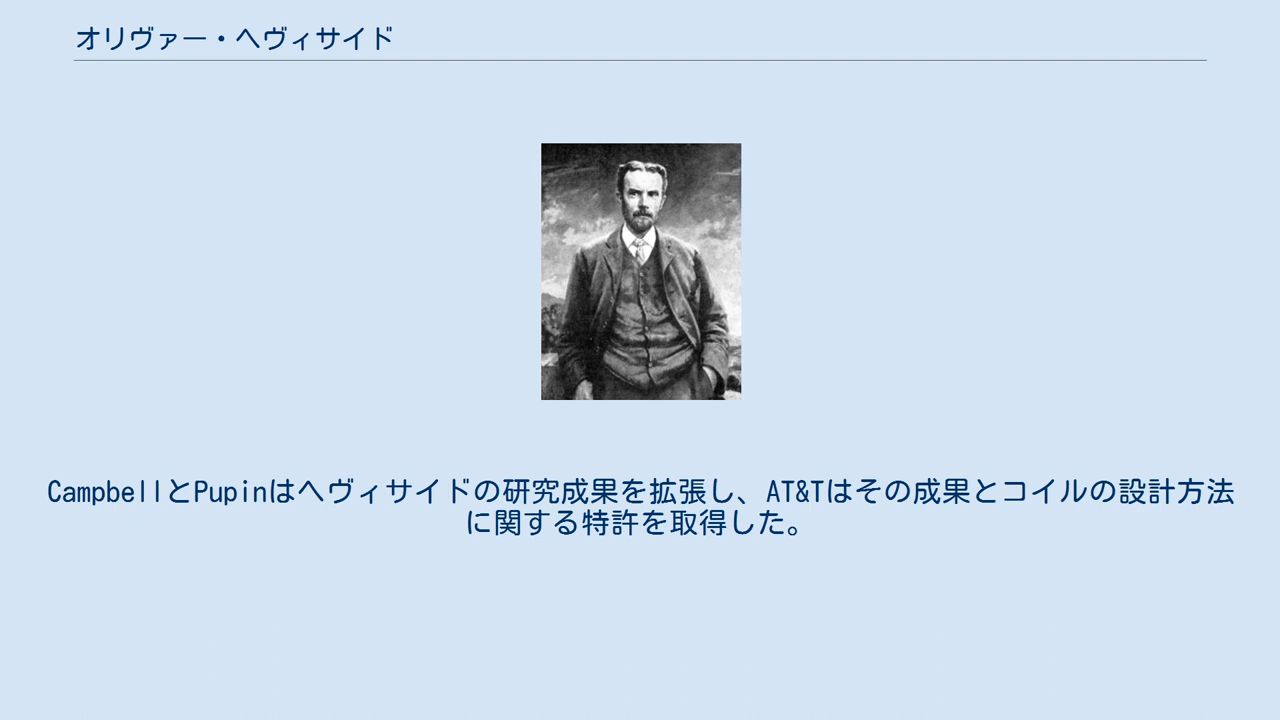 オリヴァー・ヘヴィサイド
CampbellとPupinはヘヴィサイドの研究成果を拡張し、AT&Tはその成果とコイルの設計方法
に関する特許を取得した。